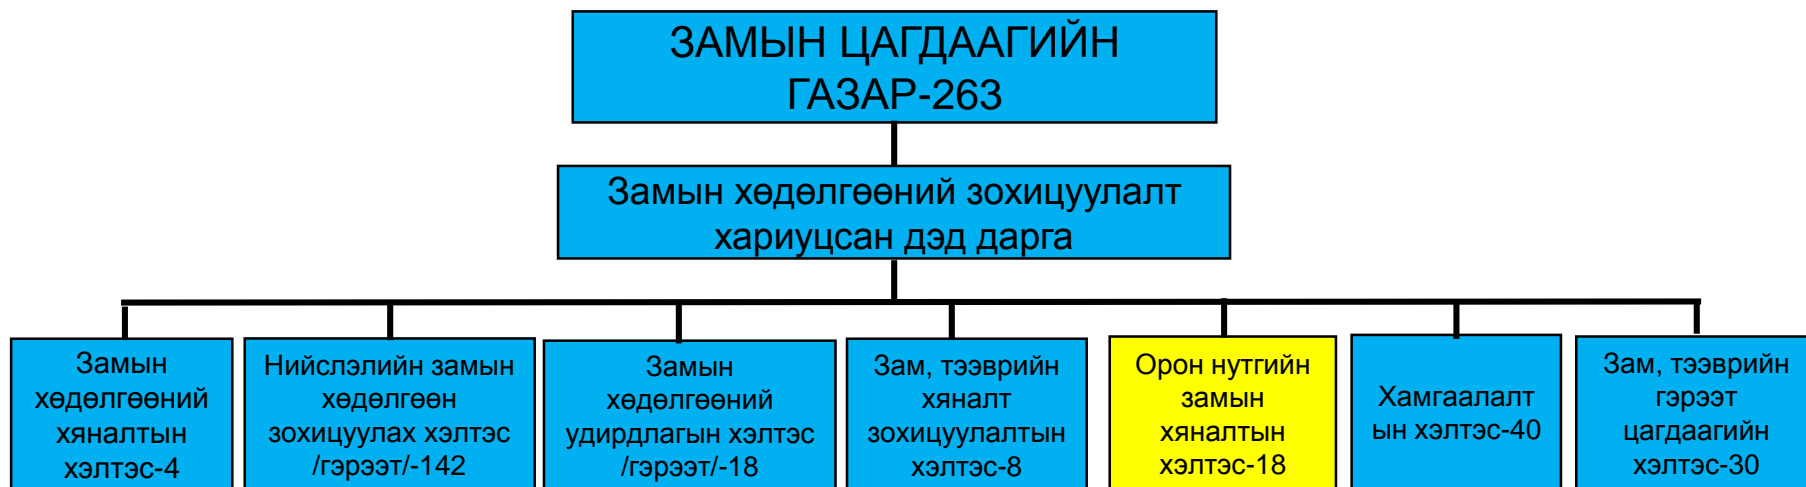 ЗАМЫН ЦАГДААГИЙН
ГАЗАР-263
Замын хөдөлгөөний зохицуулалт
хариуцсан дэд дарга
Замын
хөдөлгөөний
хяналтын
хэлтэс-4
Нийслэлийн замын
хөдөлгөөн
зохицуулах хэлтэс
/гэрээт/-142
Замын
хөдөлгөөний
удирдлагын хэлтэс
/гэрээт/-18
Зам, тээврийн
хяналт
зохицуулалтын
хэлтэс-8
Орон нутгийн
замын
хяналтын
хэлтэс-18
Хамгаалалт
ын хэлтэс-40
Зам, тээврийн
гэрээт
цагдаагийн
хэлтэс-30